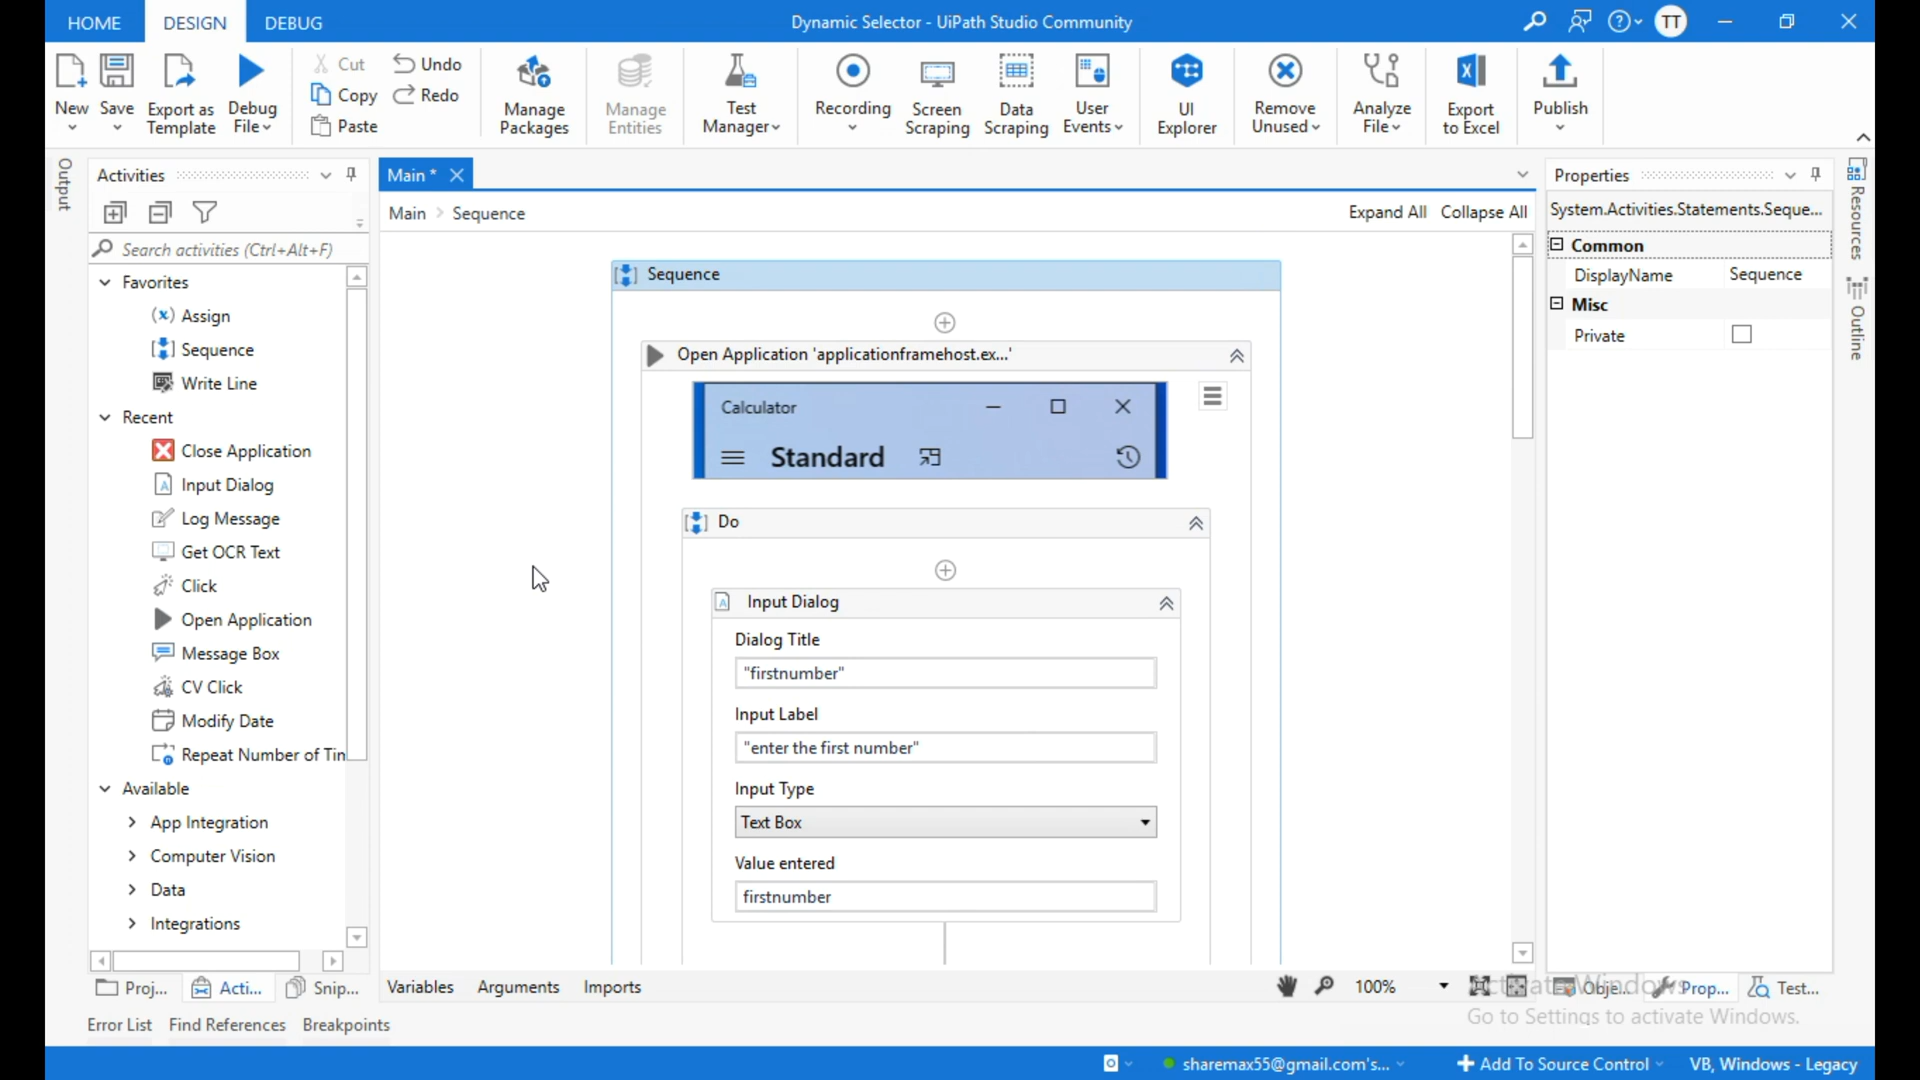 HOME DESIGN DEBUG Dynamic Selector - UiPath Studio Community TT
New Save Export as Template Debug File Cut Copy Paste Undo Redo Manage Packages Manage Entities Test Manager Recording Screen Scraping Data Scraping User Events UI Explorer Remove Unused Analyze File Export to Excel Publish
Output
Activities
Search activities (Ctrl+Alt+F)
Favorites
Assign
Sequence
Write Line
Recent
Close Application
Input Dialog
Log Message
Get OCR Text
Click
Open Application
Message Box
CV Click
Modify Date
Repeat Number of Tin
Available
App Integration
Computer Vision
Data
Integrations
Proj... Acti... Snip...
Main *
Main > Sequence Expand All Collapse All
Sequence
Open Application 'applicationframehost.ex...'
Calculator
Standard
Do
Input Dialog
Dialog Title
"firstnumber"
Input Label
"enter the first number"
Input Type
Text Box
Value entered
firstnumber
Variables Arguments Imports 100%
Properties
System.Activities.Statements.Seque...
Common
DisplayName Sequence
Misc
Private
Resources
Outline
Obje... Prop... Test...
Activate Windows
Go to Settings to activate Windows.
Error List Find References Breakpoints
sharemax55@gmail.com's... Add To Source Control VB, Windows - Legacy